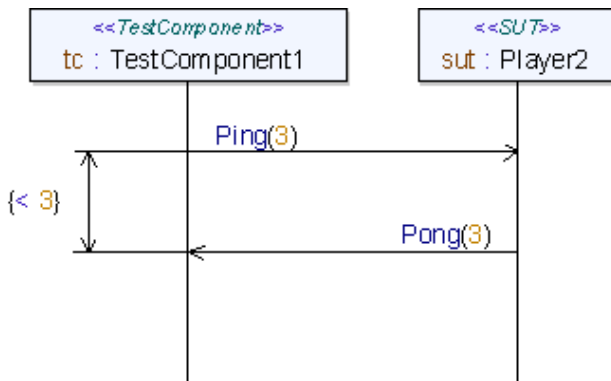 <<TestComponent>>
tc : TestComponent1
<<SUT>>
sut : Player2
Ping(3)
{< 3}
Pong(3)